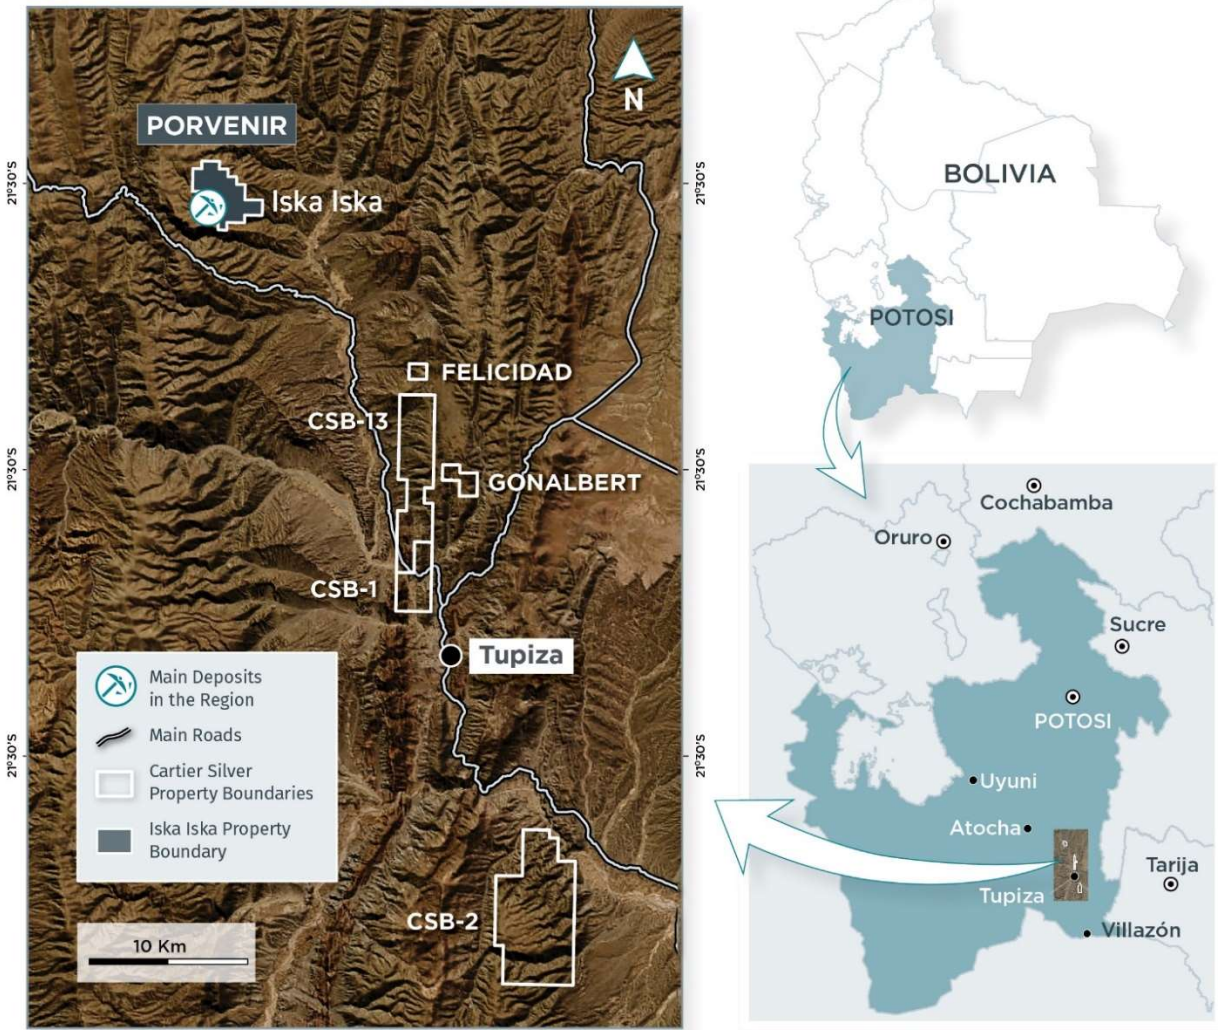 N
PORVENIR
Iska Iska
21°30'S
21°30'S
FELICIDAD
CSB-13
GONALBERT
21°30'S
21°30'S
CSB-1
Tupiza
Main Deposits
in the Region
Main Roads
Cartier Silver
Property Boundaries
Iska Iska Property
Boundary
21°30'S
21°30'S
CSB-2
10 Km
BOLIVIA
POTOSI
Cochabamba
Oruro
Sucre
POTOSI
Uyuni
Atocha
Tarija
Tupiza
Villazón